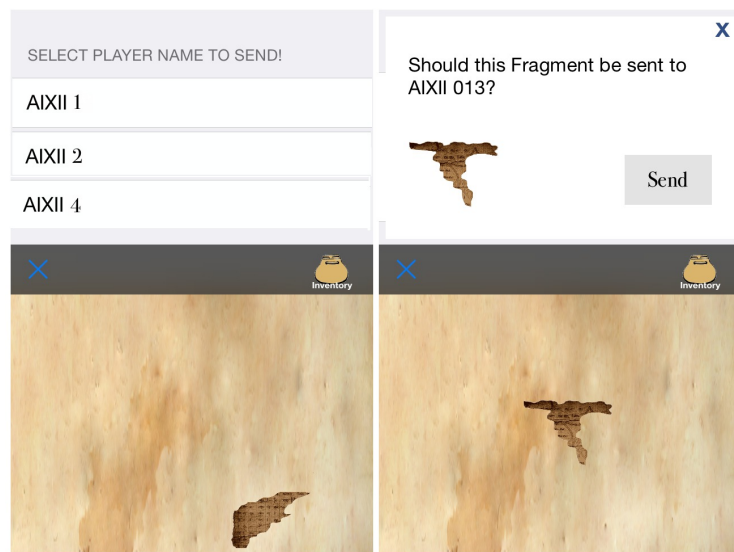 SELECT PLAYER NAME TO SEND!
AIXII 1
AIXII 2
AIXII 4
Inventory
X
Should this Fragment be sent to
AIXII 013?
Send
Inventory